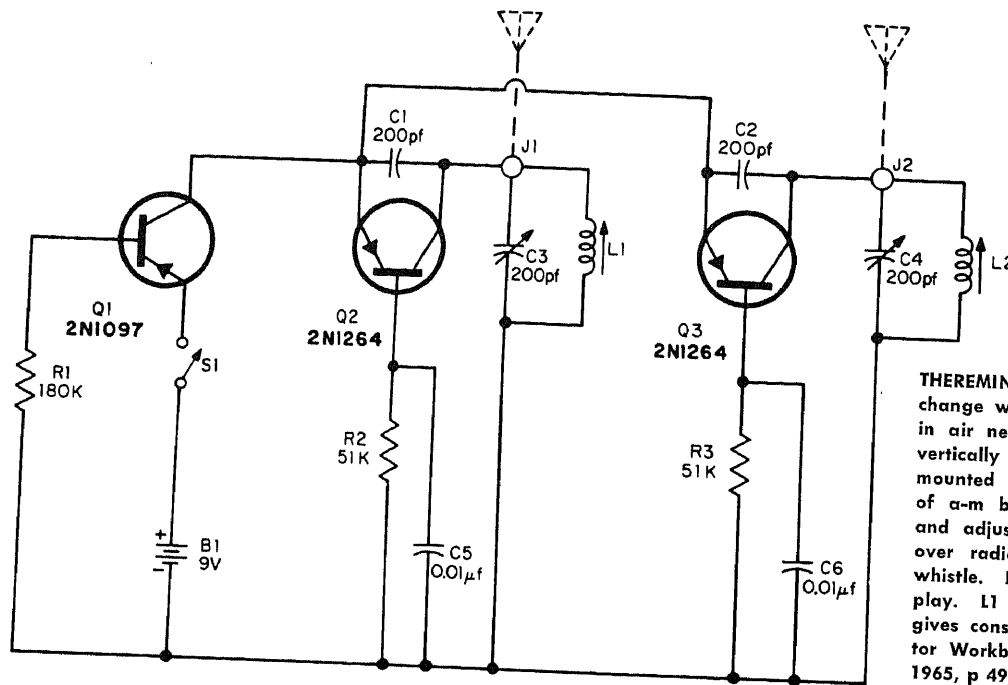 C1
200pf
J1
C2
200pf
J2
C3
200pf
L1
C4
200pf
L2
Q1
2N1097
Q2
2N1264
Q3
2N1264
S1
R1
180K
R2
51K
R3
51K
+
-
B1
9V
C5
0.01μf
C6
0.01μf
THEREMIN
change w
in air ne
vertically
mounted
of a-m b
and adjus
over radi
whistle.
play. L1
gives cons
tor Workb
1965, p 49